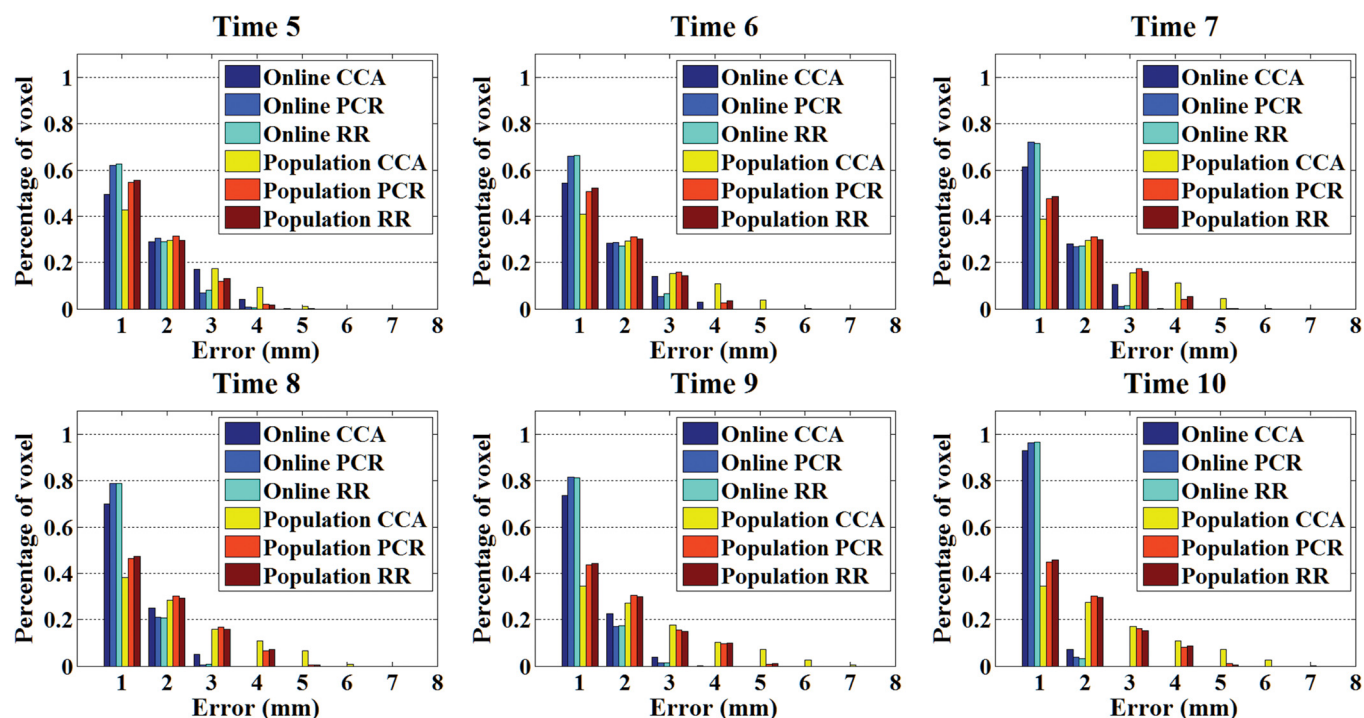 Time 5
Percentage of voxel
1
0.8
0.6
0.4
0.2
0
Online CCA
Online PCR
Online RR
Population CCA
Population PCR
Population RR
1 2 3 4 5 6 7 8
Error (mm)
Time 6
Percentage of voxel
1
0.8
0.6
0.4
0.2
0
Online CCA
Online PCR
Online RR
Population CCA
Population PCR
Population RR
1 2 3 4 5 6 7 8
Error (mm)
Time 7
Percentage of voxel
1
0.8
0.6
0.4
0.2
0
Online CCA
Online PCR
Online RR
Population CCA
Population PCR
Population RR
1 2 3 4 5 6 7 8
Error (mm)
Time 8
Percentage of voxel
1
0.8
0.6
0.4
0.2
0
Online CCA
Online PCR
Online RR
Population CCA
Population PCR
Population RR
1 2 3 4 5 6 7 8
Error (mm)
Time 9
Percentage of voxel
1
0.8
0.6
0.4
0.2
0
Online CCA
Online PCR
Online RR
Population CCA
Population PCR
Population RR
1 2 3 4 5 6 7 8
Error (mm)
Time 10
Percentage of voxel
1
0.8
0.6
0.4
0.2
0
Online CCA
Online PCR
Online RR
Population CCA
Population PCR
Population RR
1 2 3 4 5 6 7 8
Error (mm)